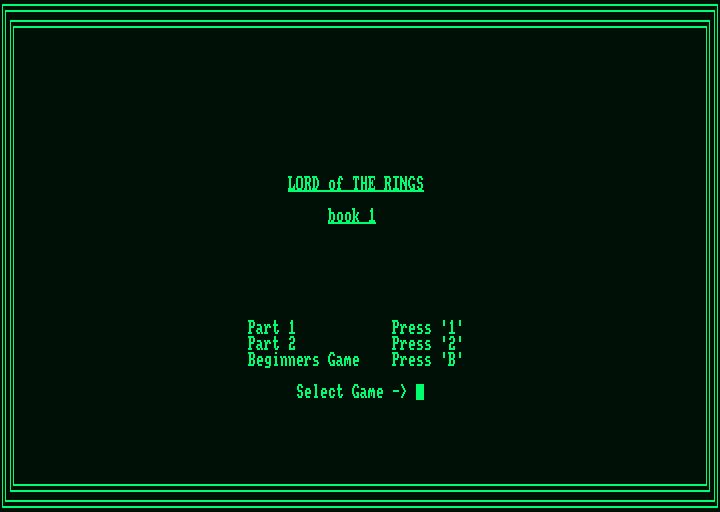 LORD of THE RINGS
book 1
Part 1 Press '1'
Part 2 Press '2'
Beginners Game Press 'B'
Select Game ->